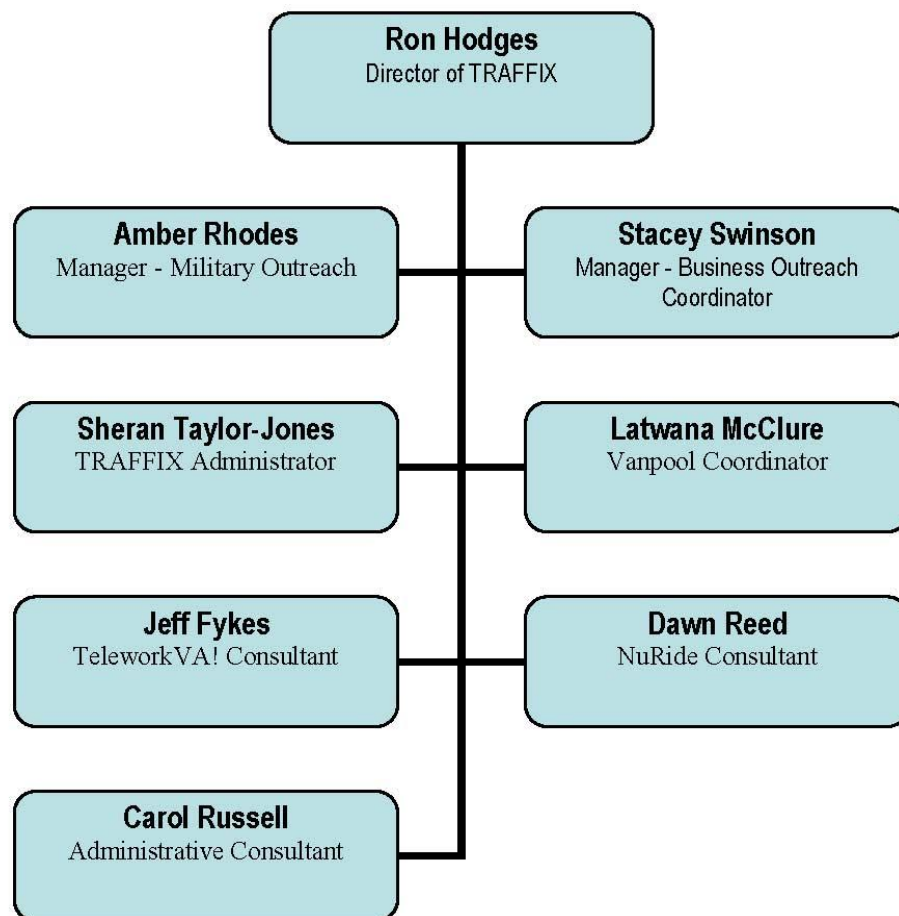 Ron Hodges
Director of TRAFFIX
Amber Rhodes
Manager - Military Outreach
Stacey Swinson
Manager - Business Outreach
Coordinator
Sheran Taylor-Jones
TRAFFIX Administrator
Latwana McClure
Vanpool Coordinator
Jeff Fykes
TeleworkVA! Consultant
Dawn Reed
NuRide Consultant
Carol Russell
Administrative Consultant